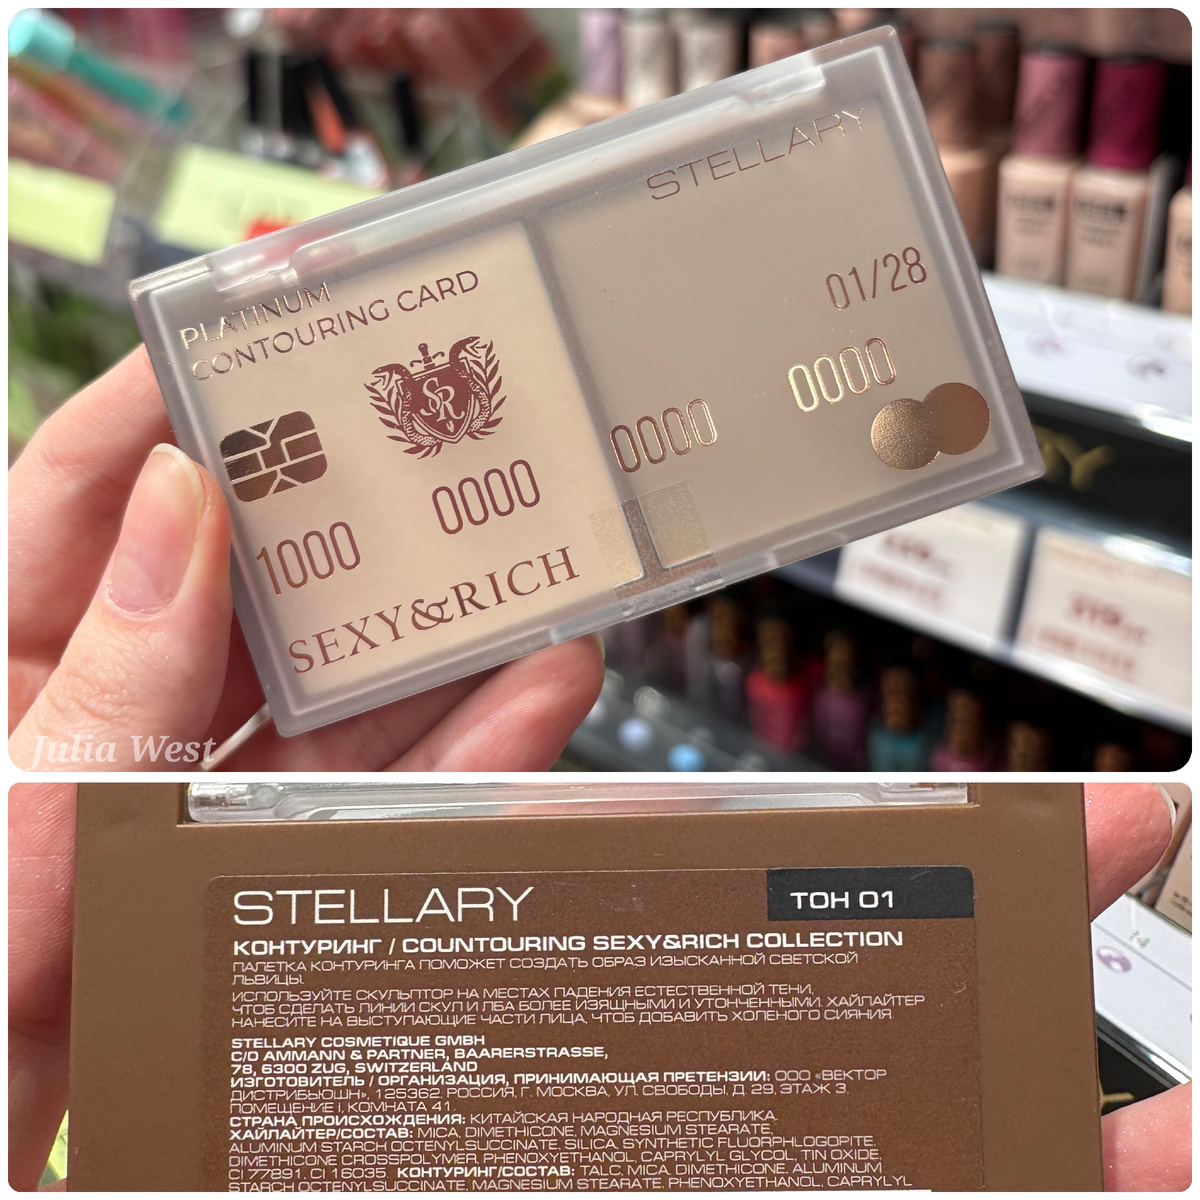 STELLARY
PLATINUM
CONTOURING CARD
01/28
SR
1000 0000 0000 0000
SEXY&RICH
Julia West
STELLARY
ТОН 01
КОНТУРИНГ / COUNTOURING SEXY&RICH COLLECTION
ПАЛЕТКА КОНТУРИНГА ПОМОЖЕТ СОЗДАТЬ ОБРАЗ ИЗЫСКАННОЙ СВЕТСКОЙ
ЛЬВИЦЫ.
ИСПОЛЬЗУЙТЕ СКУЛЬПТОР НА МЕСТАХ ПАДЕНИЯ ЕСТЕСТВЕННОЙ ТЕНИ,
ЧТОБ СДЕЛАТЬ ЛИНИИ СКУЛ И ЛБА БОЛЕЕ ИЗЯЩНЫМИ И УТОНЧЕННЫМИ. ХАЙЛАЙТЕР
НАНЕСИТЕ НА ВЫСТУПАЮЩИЕ ЧАСТИ ЛИЦА, ЧТОБ ДОБАВИТЬ ХОЛЕНОГО СИЯНИЯ.
STELLARY COSMETIQUE GMBH
C/O AMMANN & PARTNER, BAARERSTRASSE,
78, 6300 ZUG, SWITZERLAND
ИЗГОТОВИТЕЛЬ / ОРГАНИЗАЦИЯ, ПРИНИМАЮЩАЯ ПРЕТЕНЗИИ: ООО «ВЕКТОР
ДИСТРИБЬЮШН», 125362, РОССИЯ, Г. МОСКВА, УЛ. СВОБОДЫ, Д. 29, ЭТАЖ 3,
ПОМЕЩЕНИЕ I, КОМНАТА 41.
СТРАНА ПРОИСХОЖДЕНИЯ: КИТАЙСКАЯ НАРОДНАЯ РЕСПУБЛИКА.
ХАЙЛАЙТЕР/СОСТАВ: MICA, DIMETHICONE, MAGNESIUM STEARATE,
ALUMINUM STARCH OCTENYLSUCCINATE, SILICA, SYNTHETIC FLUORPHLOGOPITE,
DIMETHICONE CROSSPOLYMER, PHENOXYETHANOL, CAPRYLYL GLYCOL, TIN OXIDE,
CI 77891, CI 16035. КОНТУРИНГ/СОСТАВ: TALC, MICA, DIMETHICONE, ALUMINUM
STARCH OCTENYLSUCCINATE, MAGNESIUM STEARATE, PHENOXYETHANOL, CAPRYLYL